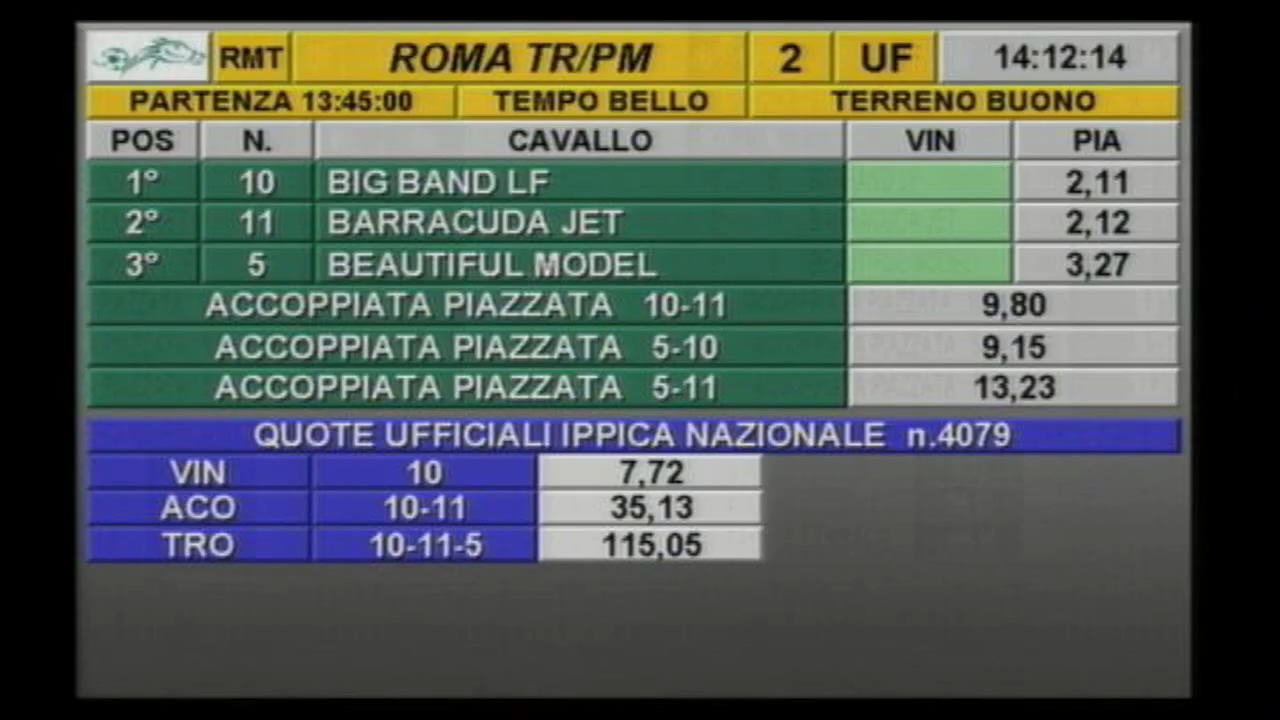 RMT ROMA TR/PM 2 UF 14:12:14
PARTENZA 13:45:00 TEMPO BELLO TERRENO BUONO
POS N. CAVALLO VIN PIA
1° 10 BIG BAND LF 2,11
2° 11 BARRACUDA JET 2,12
3° 5 BEAUTIFUL MODEL 3,27
ACCOPPIATA PIAZZATA 10-11 9,80
ACCOPPIATA PIAZZATA 5-10 9,15
ACCOPPIATA PIAZZATA 5-11 13,23
QUOTE UFFICIALI IPPICA NAZIONALE n.4079
VIN 10 7,72
ACO 10-11 35,13
TRO 10-11-5 115,05